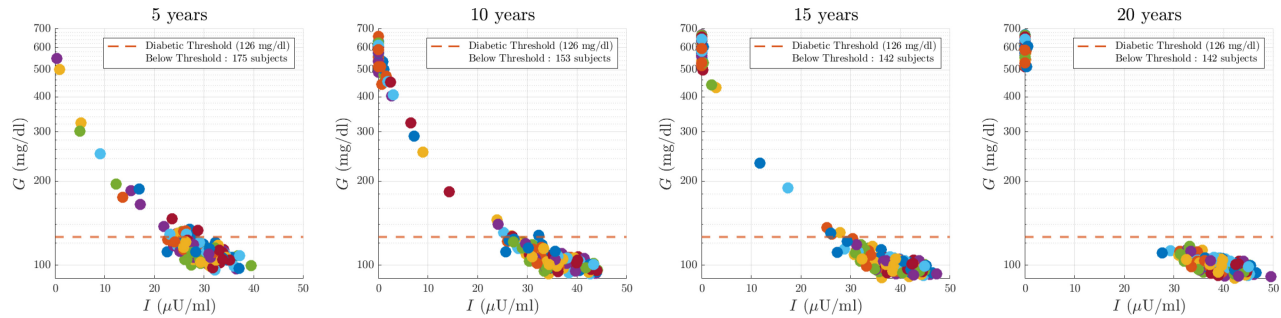 5 years
700
600
500
400
300
200
100
G (mg/dl)
Diabetic Threshold (126 mg/dl)
Below Threshold : 175 subjects
0 10 20 30 40 50
I (μU/ml)
10 years
700
600
500
400
300
200
100
G (mg/dl)
Diabetic Threshold (126 mg/dl)
Below Threshold : 153 subjects
0 10 20 30 40 50
I (μU/ml)
15 years
700
600
500
400
300
200
100
G (mg/dl)
Diabetic Threshold (126 mg/dl)
Below Threshold : 142 subjects
0 10 20 30 40 50
I (μU/ml)
20 years
700
600
500
400
300
200
100
G (mg/dl)
Diabetic Threshold (126 mg/dl)
Below Threshold : 142 subjects
0 10 20 30 40 50
I (μU/ml)